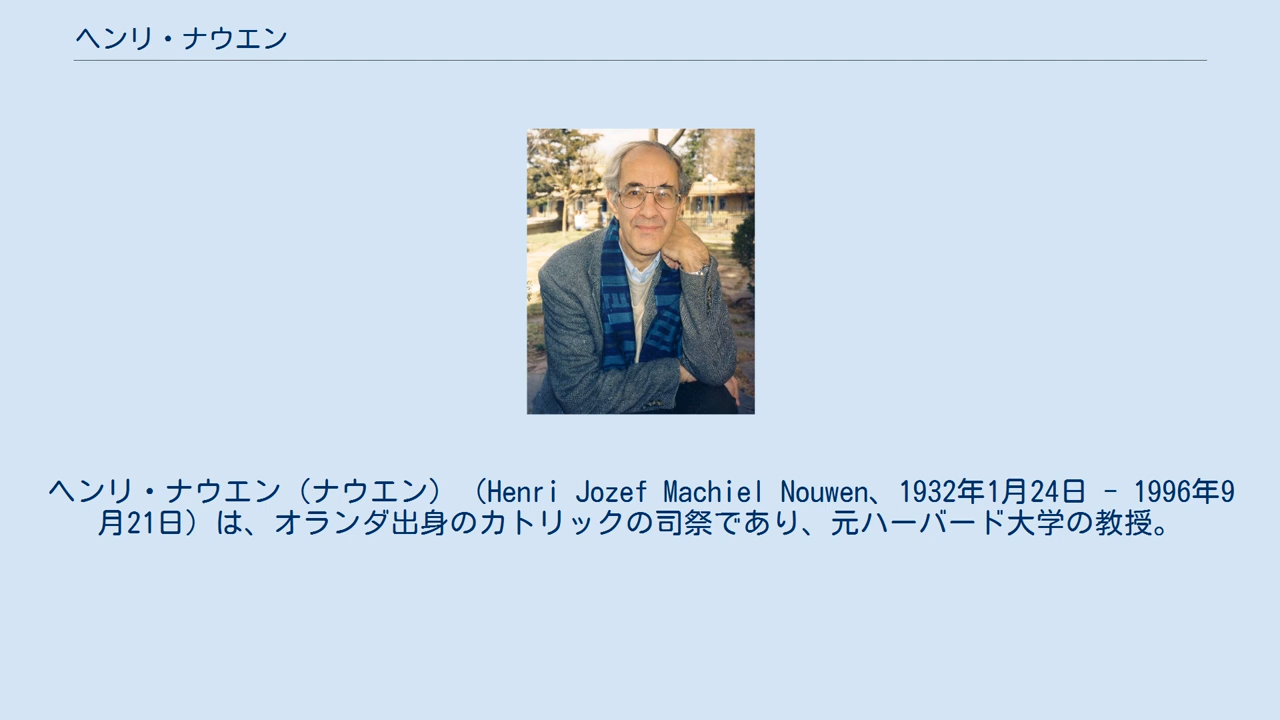 ヘンリ・ナウエン
ヘンリ・ナウエン（ナウエン）（Henri Jozef Machiel Nouwen、1932年1月24日 - 1996年9
月21日）は、オランダ出身のカトリックの司祭であり、元ハーバード大学の教授。